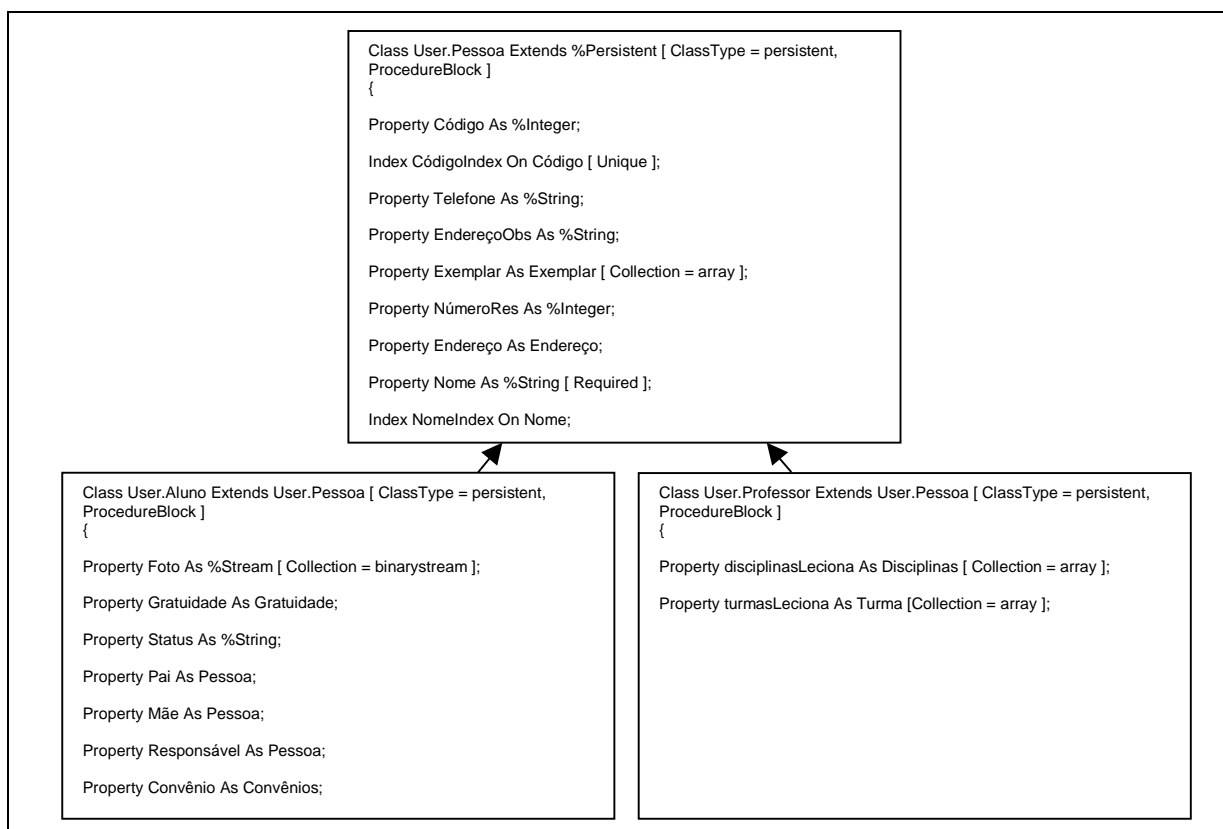 Class User.Pessoa Extends %Persistent [ ClassType = persistent,
ProcedureBlock ]
{
Property Código As %Integer;
Index CódigoIndex On Código [ Unique ];
Property Telefone As %String;
Property EndereçoObs As %String;
Property Exemplar As Exemplar [ Collection = array ];
Property NúmeroRes As %Integer;
Property Endereço As Endereço;
Property Nome As %String [ Required ];
Index NomeIndex On Nome;
Class User.Aluno Extends User.Pessoa [ ClassType = persistent,
ProcedureBlock ]
{
Property Foto As %Stream [ Collection = binarystream ];
Property Gratuidade As Gratuidade;
Property Status As %String;
Property Pai As Pessoa;
Property Mãe As Pessoa;
Property Responsável As Pessoa;
Property Convênio As Convênios;
Class User.Professor Extends User.Pessoa [ ClassType = persistent,
ProcedureBlock ]
{
Property disciplinasLeciona As Disciplinas [ Collection = array ];
Property turmasLeciona As Turma [Collection = array ];